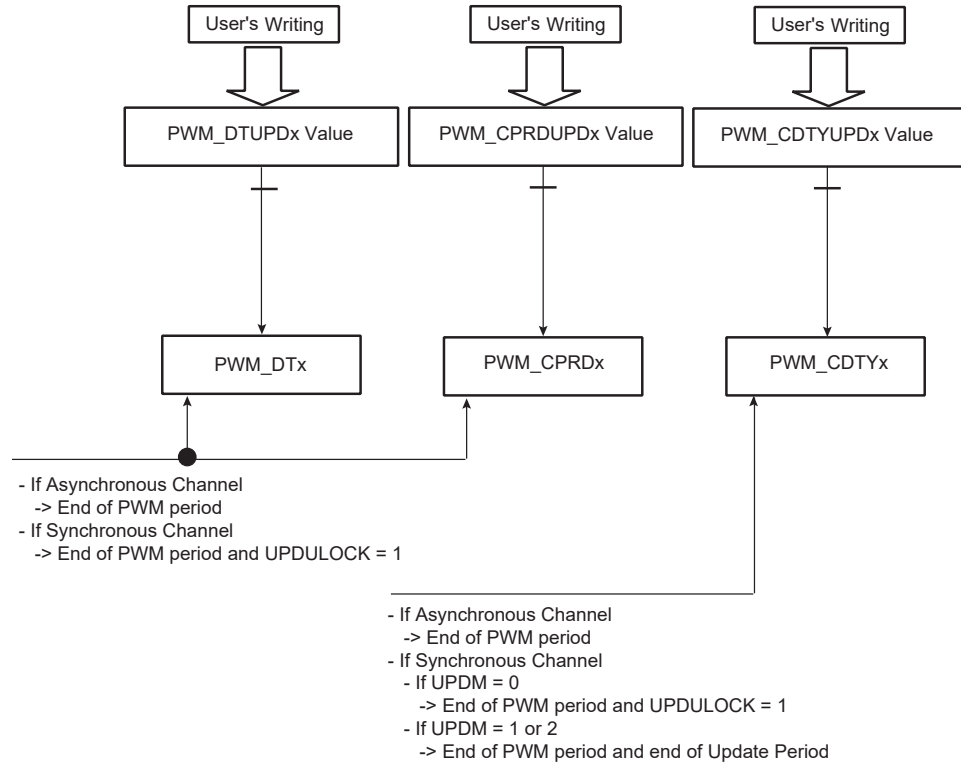 User's Writing
User's Writing
User's Writing
PWM_DTUPDx Value
PWM_CPRDUPDx Value
PWM_CDTYUPDx Value
PWM_DTx
PWM_CPRDx
PWM_CDTYx
- If Asynchronous Channel
-> End of PWM period
- If Synchronous Channel
-> End of PWM period and UPDULOCK = 1
- If Asynchronous Channel
-> End of PWM period
- If Synchronous Channel
- If UPDM = 0
-> End of PWM period and UPDULOCK = 1
- If UPDM = 1 or 2
-> End of PWM period and end of Update Period